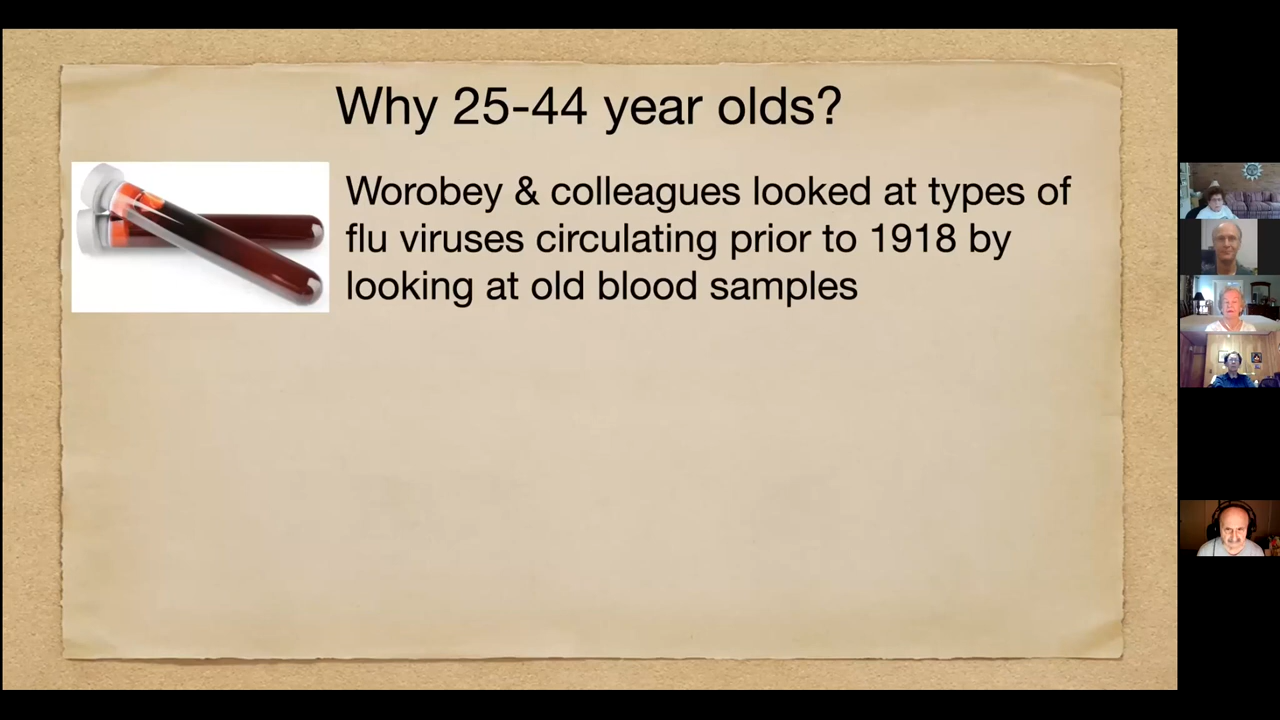 Why 25-44 year olds?
Worobey & colleagues looked at types of
flu viruses circulating prior to 1918 by
looking at old blood samples